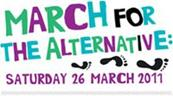 MARCH FOR
THE ALTERNATIVE:
SATURDAY 26 MARCH 2011